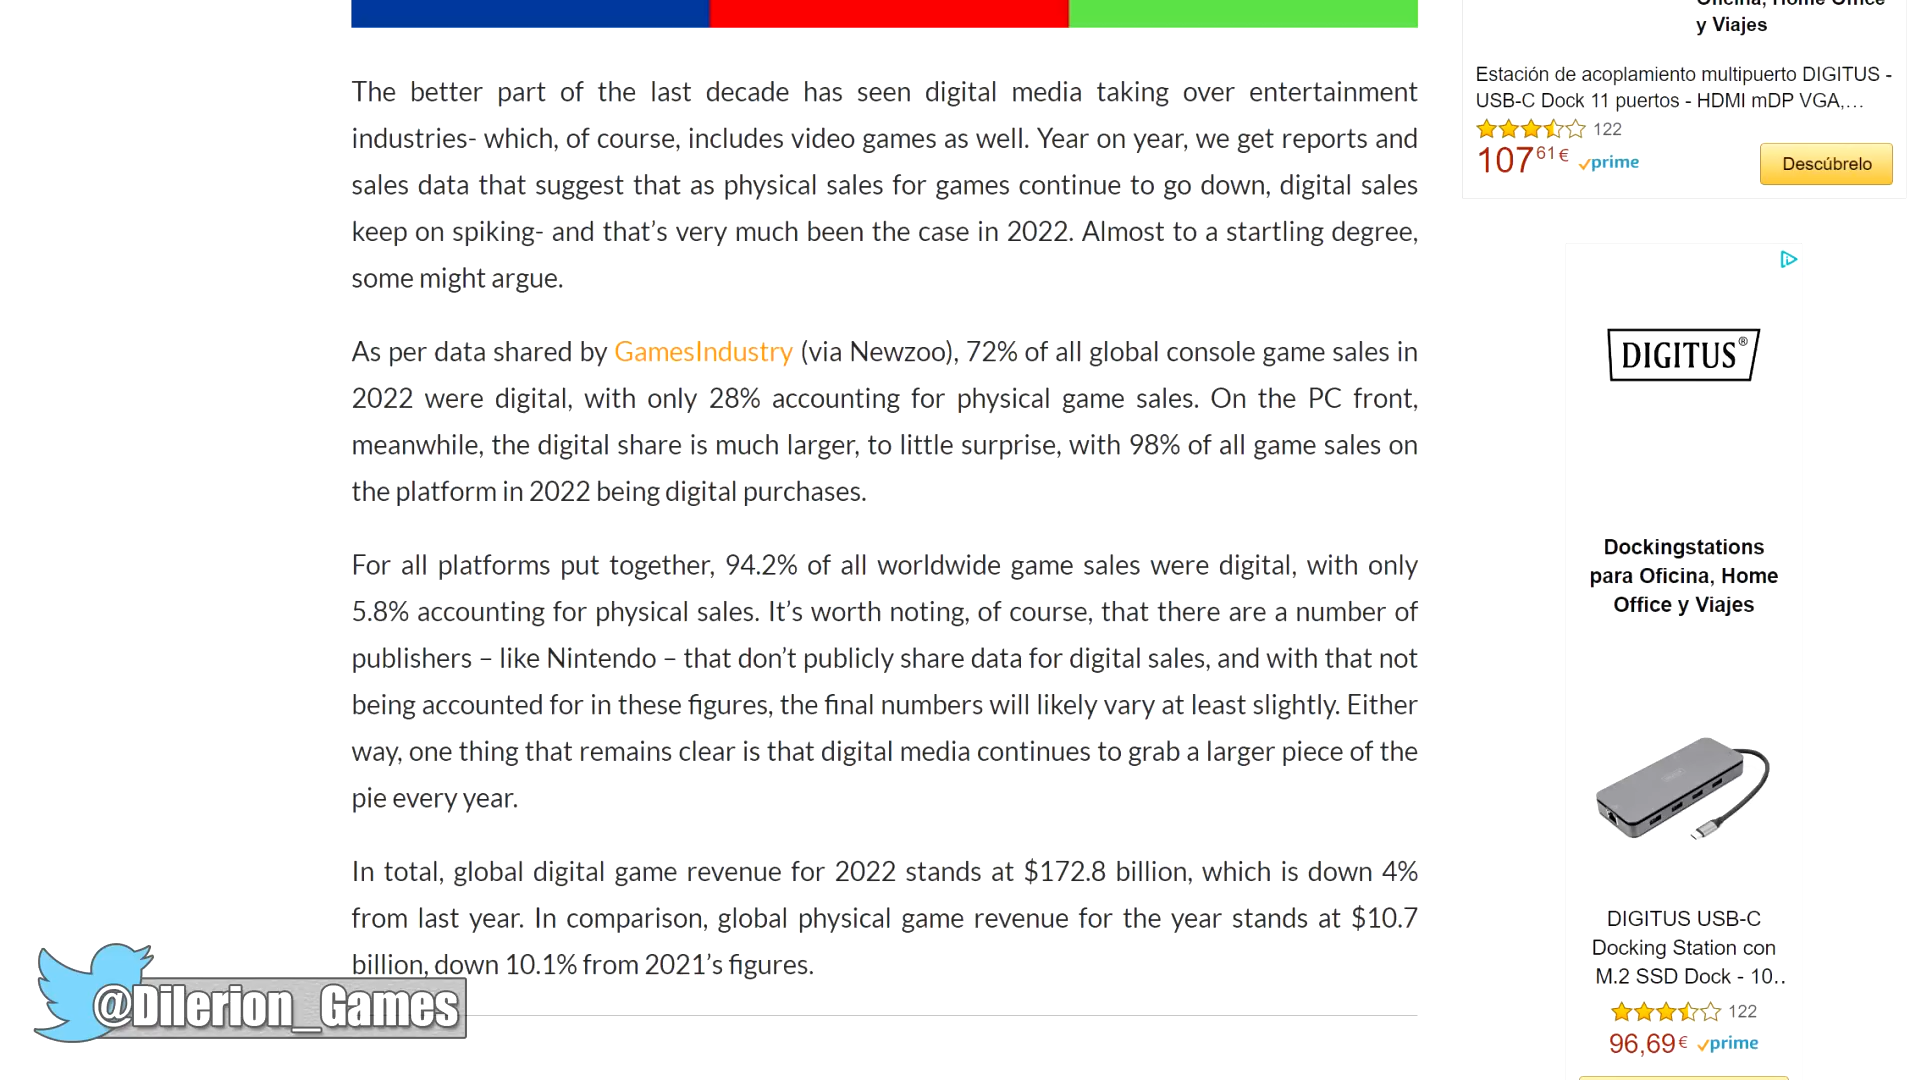 The better part of the last decade has seen digital media taking over entertainment
industries- which, of course, includes video games as well. Year on year, we get reports and
sales data that suggest that as physical sales for games continue to go down, digital sales
keep on spiking- and that’s very much been the case in 2022. Almost to a startling degree,
some might argue.
As per data shared by GamesIndustry (via Newzoo), 72% of all global console game sales in
2022 were digital, with only 28% accounting for physical game sales. On the PC front,
meanwhile, the digital share is much larger, to little surprise, with 98% of all game sales on
the platform in 2022 being digital purchases.
For all platforms put together, 94.2% of all worldwide game sales were digital, with only
5.8% accounting for physical sales. It’s worth noting, of course, that there are a number of
publishers – like Nintendo – that don’t publicly share data for digital sales, and with that not
being accounted for in these figures, the final numbers will likely vary at least slightly. Either
way, one thing that remains clear is that digital media continues to grab a larger piece of the
pie every year.
In total, global digital game revenue for 2022 stands at $172.8 billion, which is down 4%
from last year. In comparison, global physical game revenue for the year stands at $10.7
billion, down 10.1% from 2021’s figures.
@Dilerion_Games
Oficina, Home Office
y Viajes
Estación de acoplamiento multipuerto DIGITUS -
USB-C Dock 11 puertos - HDMI mDP VGA,...
122
107 61 € prime
Descúbrelo
DIGITUS®
Dockingstations
para Oficina, Home
Office y Viajes
DIGITUS USB-C
Docking Station con
M.2 SSD Dock - 10..
122
96,69 € prime